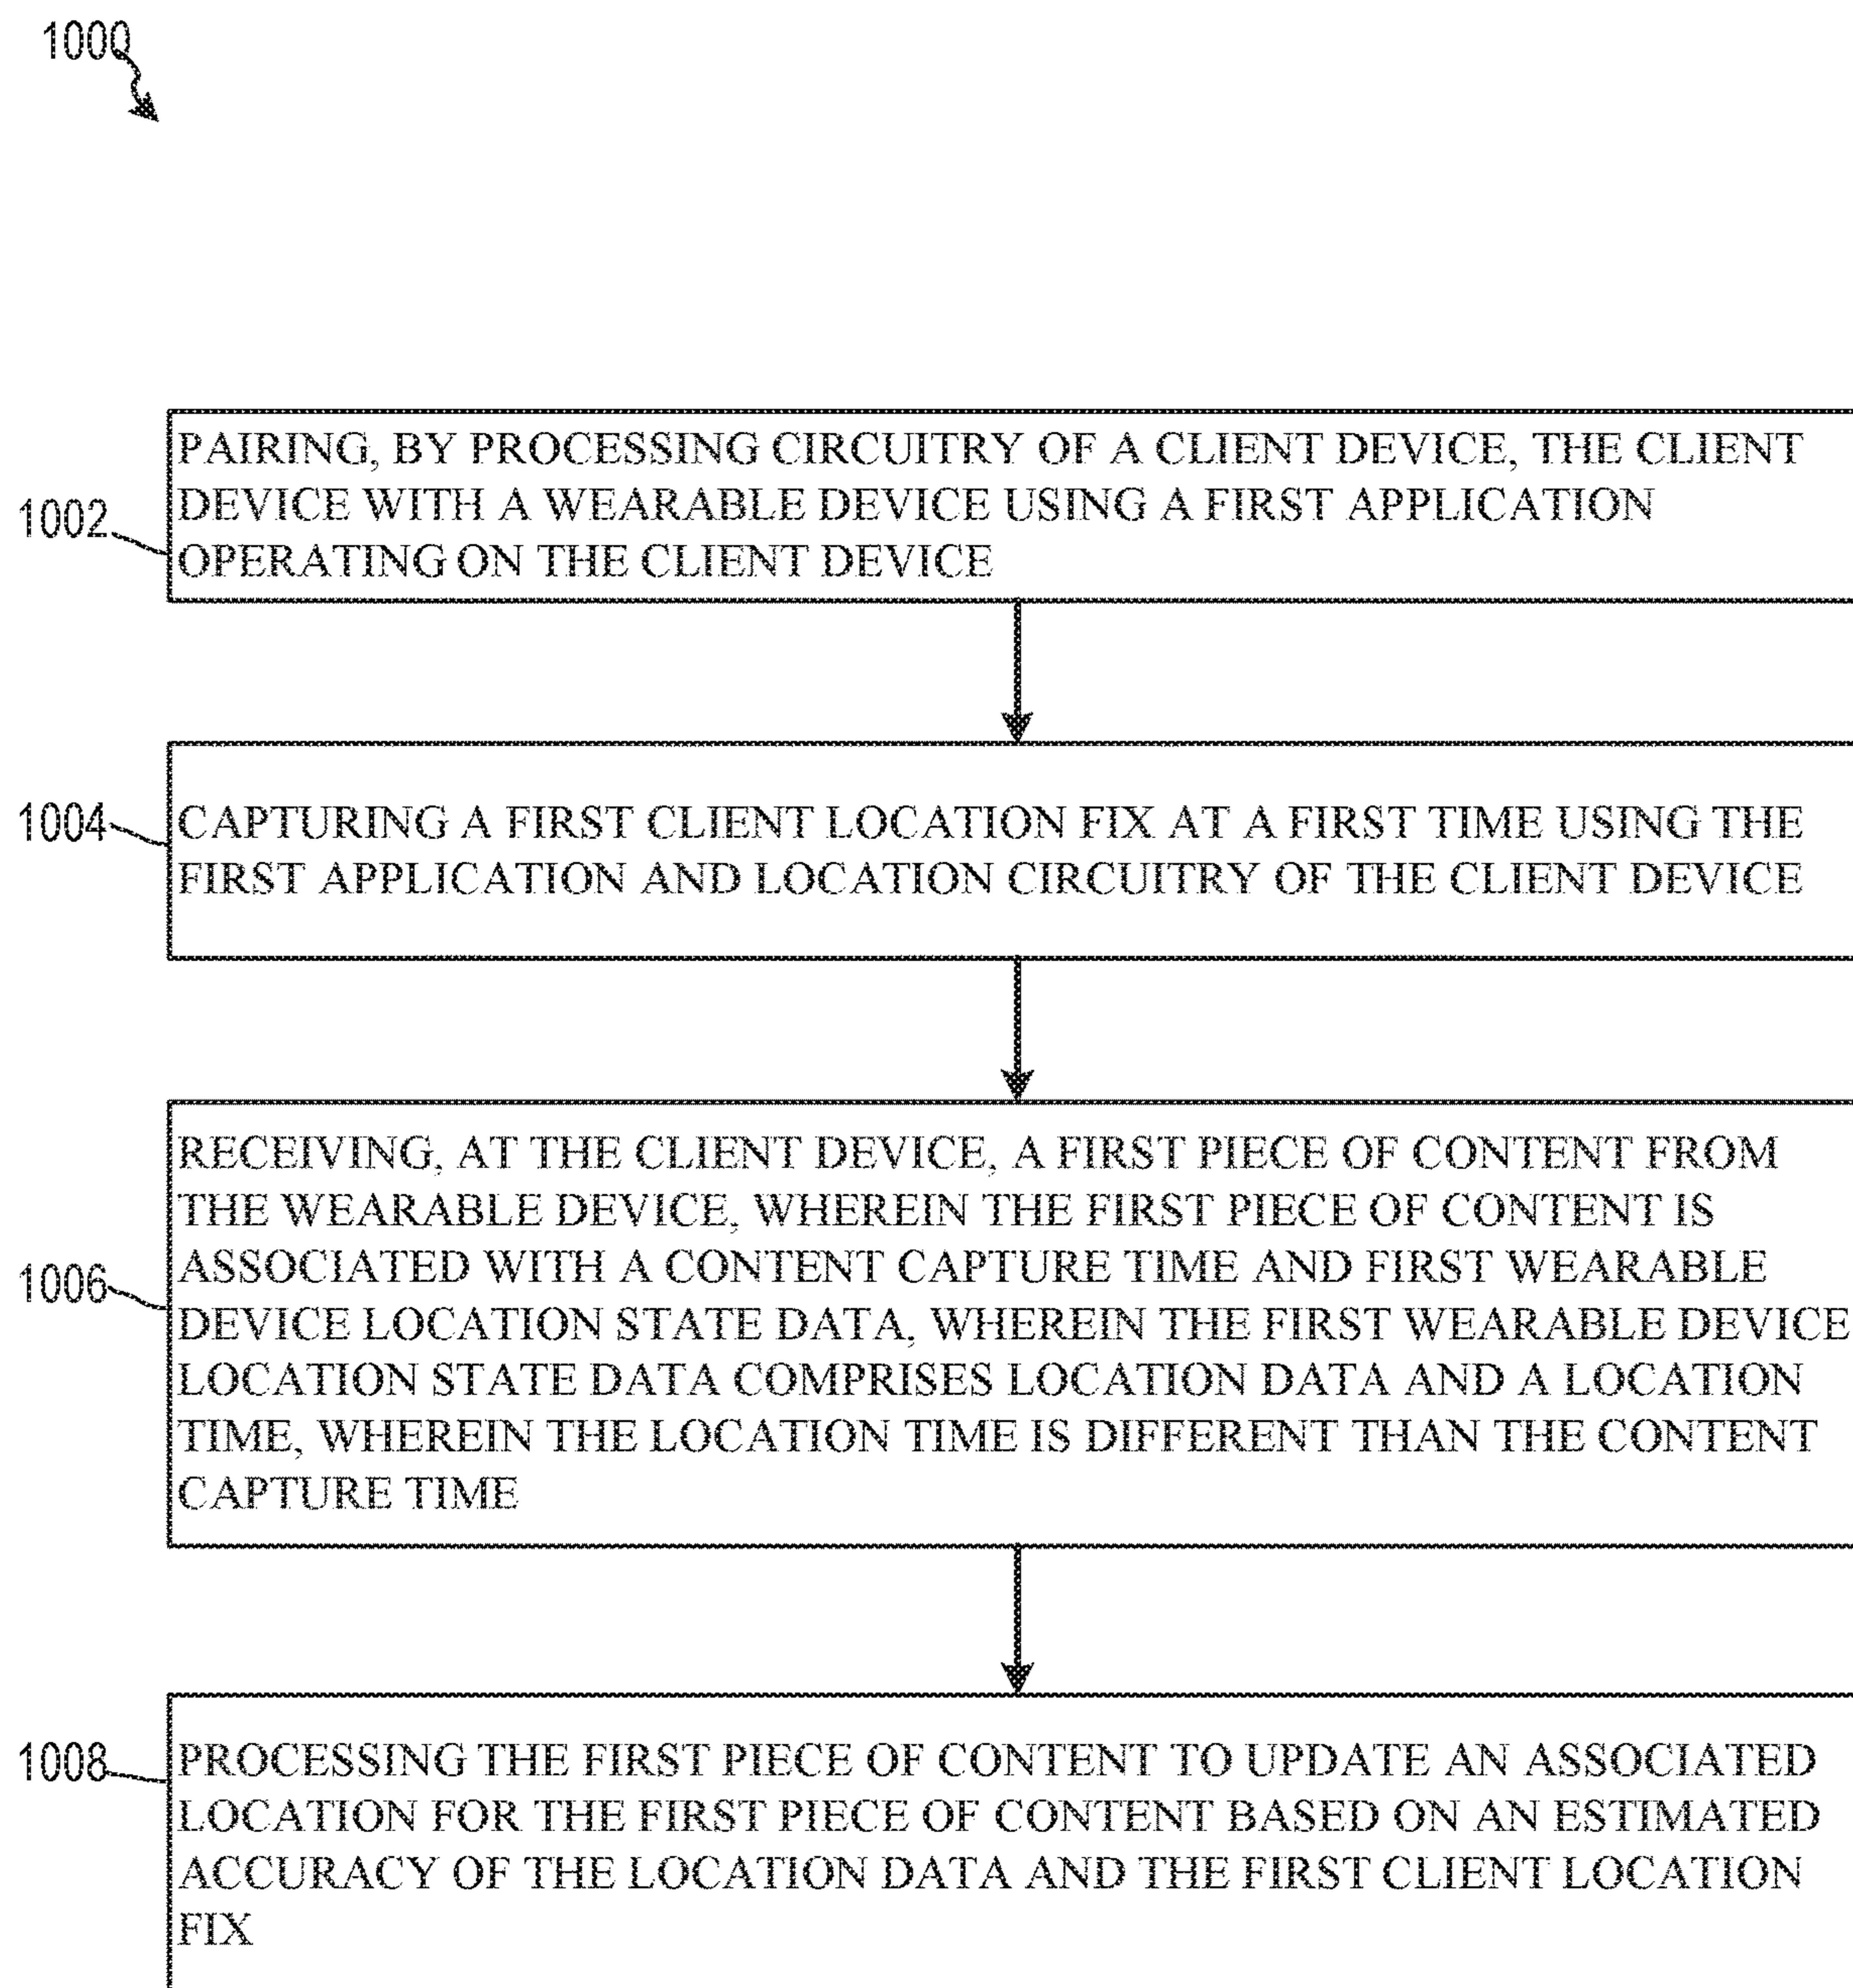 1000
PAIRING, BY PROCESSING CIRCUITRY OF A CLIENT DEVICE, THE CLIENT
DEVICE WITH A WEARABLE DEVICE USING A FIRST APPLICATION
OPERATING ON THE CLIENT DEVICE
1002
CAPTURING A FIRST CLIENT LOCATION FIX AT A FIRST TIME USING THE
FIRST APPLICATION AND LOCATION CIRCUITRY OF THE CLIENT DEVICE
1004
RECEIVING, AT THE CLIENT DEVICE, A FIRST PIECE OF CONTENT FROM
THE WEARABLE DEVICE, WHEREIN THE FIRST PIECE OF CONTENT IS
ASSOCIATED WITH A CONTENT CAPTURE TIME AND FIRST WEARABLE
DEVICE LOCATION STATE DATA, WHEREIN THE FIRST WEARABLE DEVICE
LOCATION STATE DATA COMPRISES LOCATION DATA AND A LOCATION
TIME, WHEREIN THE LOCATION TIME IS DIFFERENT THAN THE CONTENT
CAPTURE TIME
1006
PROCESSING THE FIRST PIECE OF CONTENT TO UPDATE AN ASSOCIATED
LOCATION FOR THE FIRST PIECE OF CONTENT BASED ON AN ESTIMATED
ACCURACY OF THE LOCATION DATA AND THE FIRST CLIENT LOCATION
FIX
1008